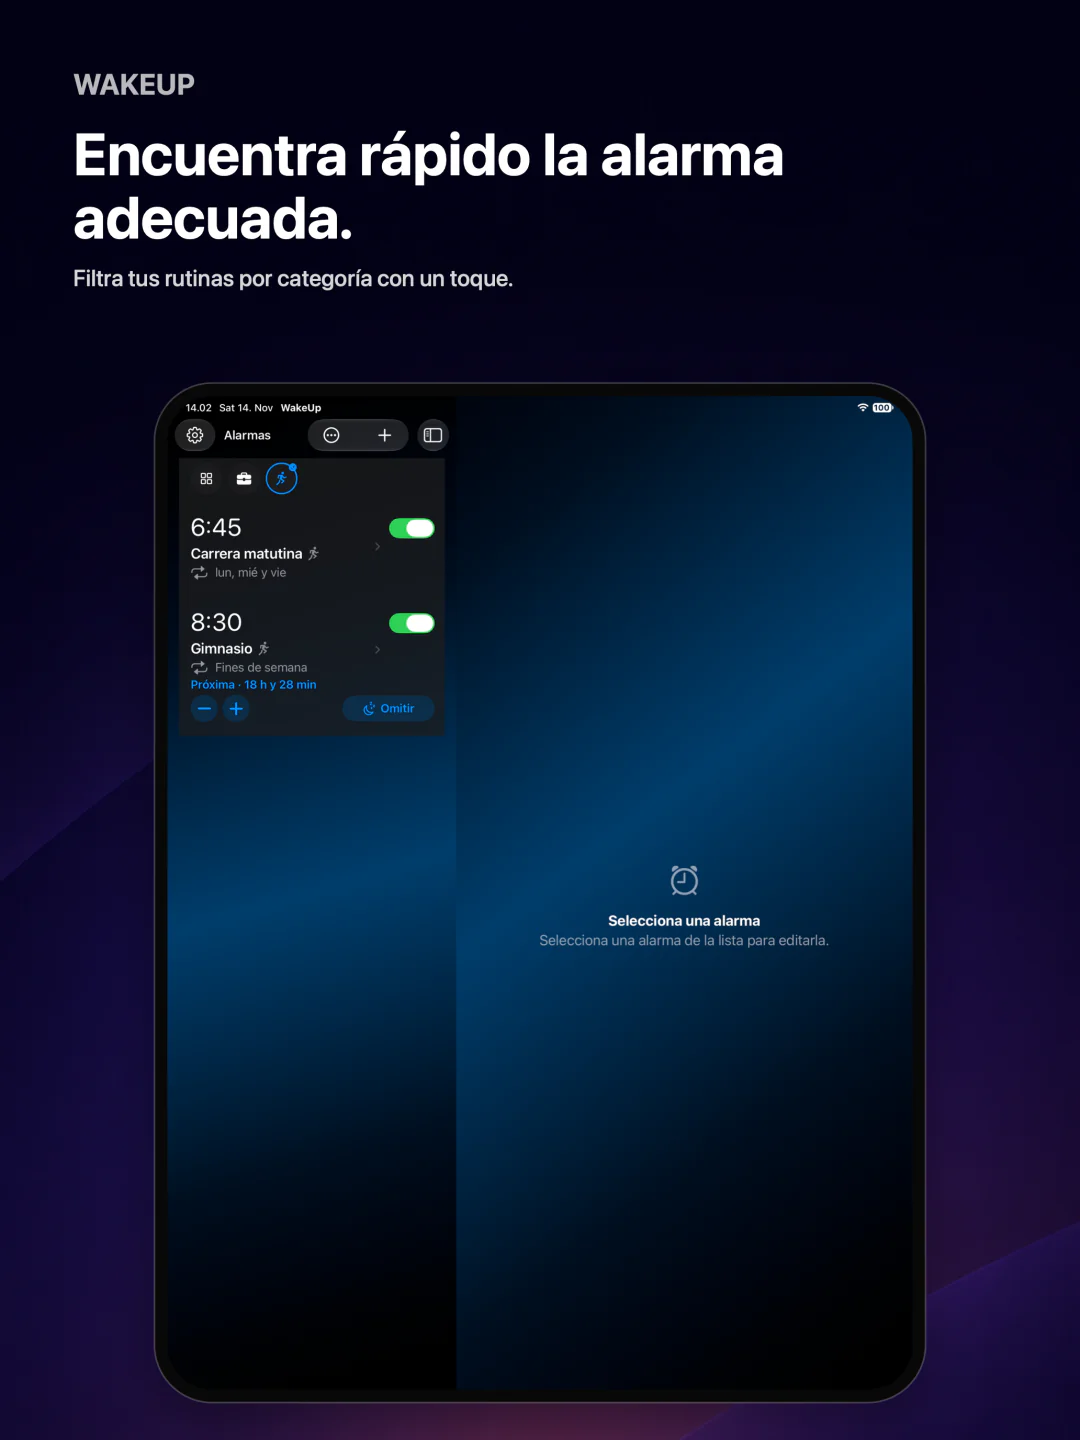 WAKEUP
Encuentra rápido la alarma
adecuada.
Filtra tus rutinas por categoría con un toque.
14.02 Sat 14. Nov WakeUp
100
Alarmas
6:45
Carrera matutina
lun, mié y vie
8:30
Gimnasio
Fines de semana
Próxima · 18 h y 28 min
Omitir
Selecciona una alarma
Selecciona una alarma de la lista para editarla.